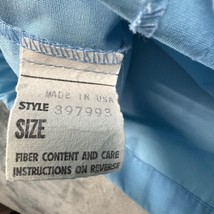 MADE IN USA
STYLE 397993
SIZE
FIBER CONTENT AND CARE
INSTRUCTIONS ON REVERSE